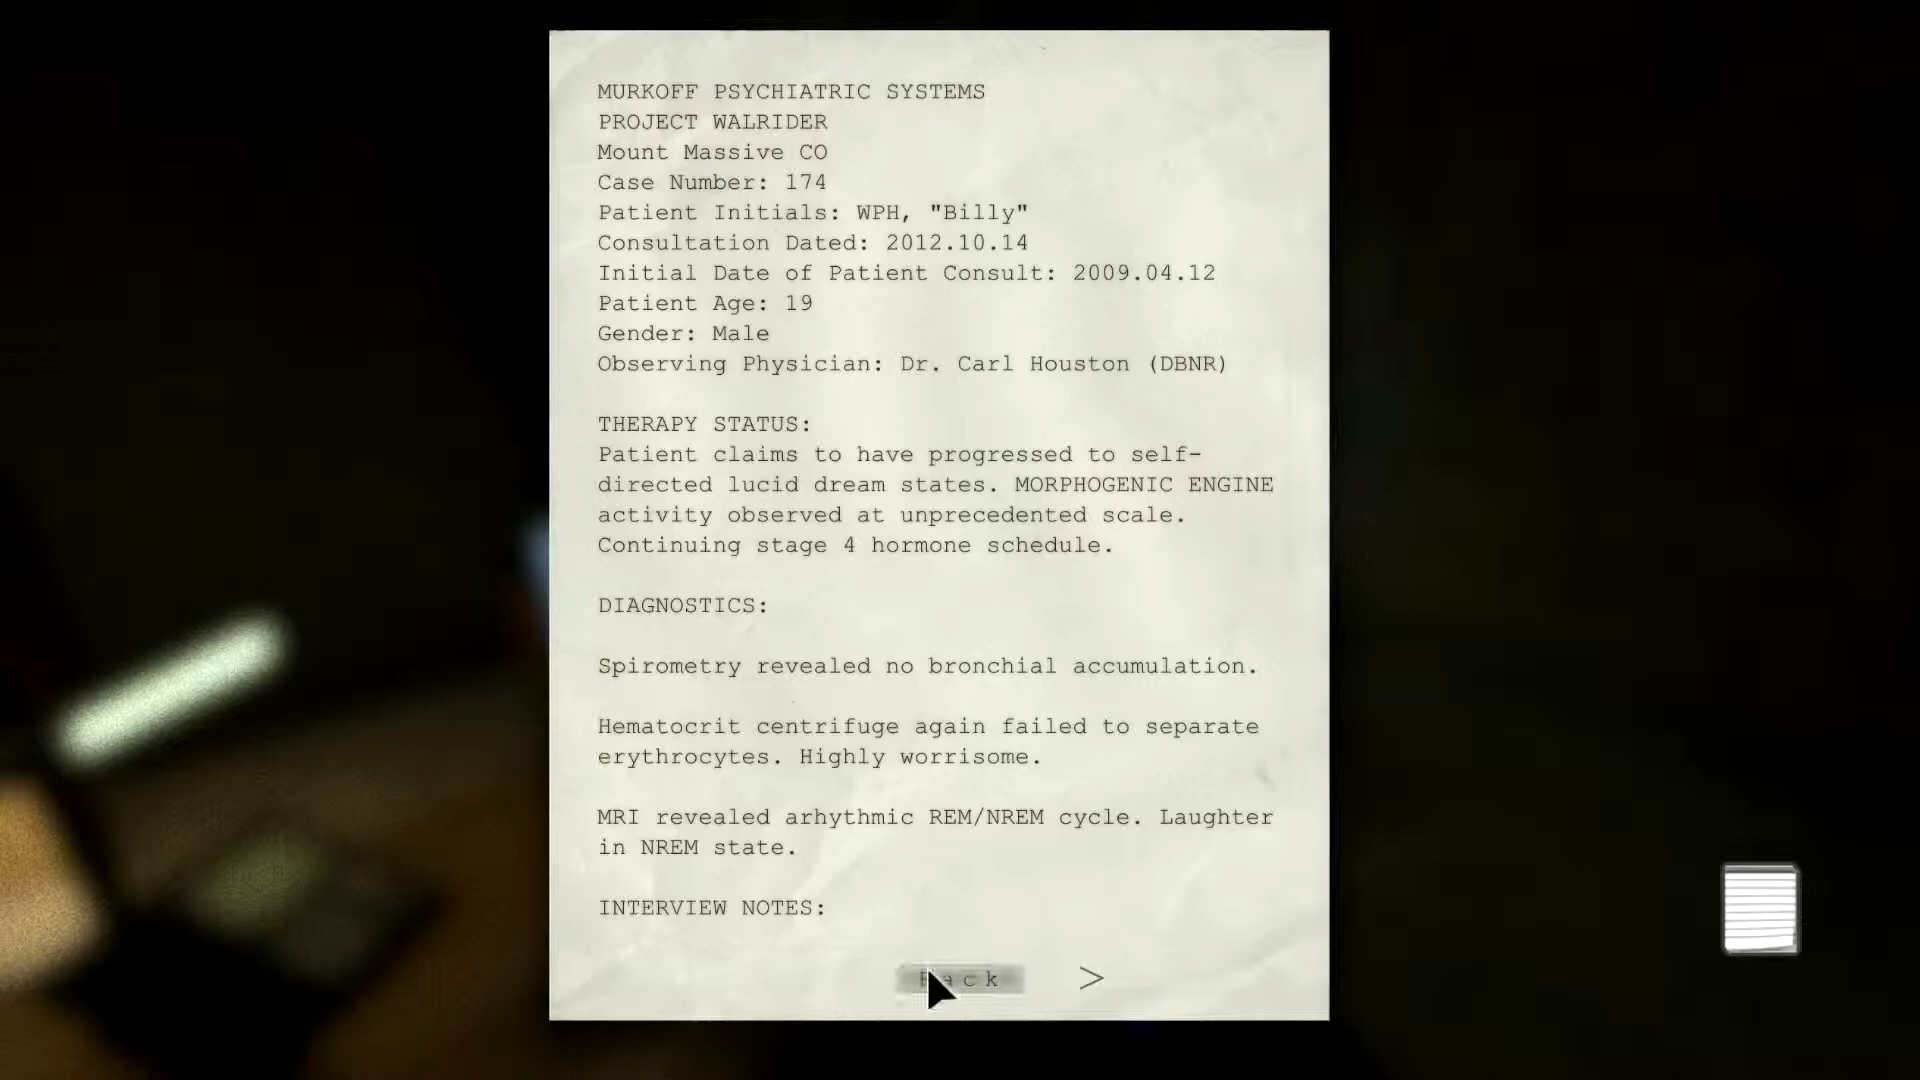 MURKOFF PSYCHIATRIC SYSTEMS
PROJECT WALRIDER
Mount Massive CO
Case Number: 174
Patient Initials: WPH, "Billy"
Consultation Dated: 2012.10.14
Initial Date of Patient Consult: 2009.04.12
Patient Age: 19
Gender: Male
Observing Physician: Dr. Carl Houston (DBNR)
THERAPY STATUS:
Patient claims to have progressed to self-
directed lucid dream states. MORPHOGENIC ENGINE
activity observed at unprecedented scale.
Continuing stage 4 hormone schedule.
DIAGNOSTICS:
Spirometry revealed no bronchial accumulation.
Hematocrit centrifuge again failed to separate
erythrocytes. Highly worrisome.
MRI revealed arhythmic REM/NREM cycle. Laughter
in NREM state.
INTERVIEW NOTES:
Back >